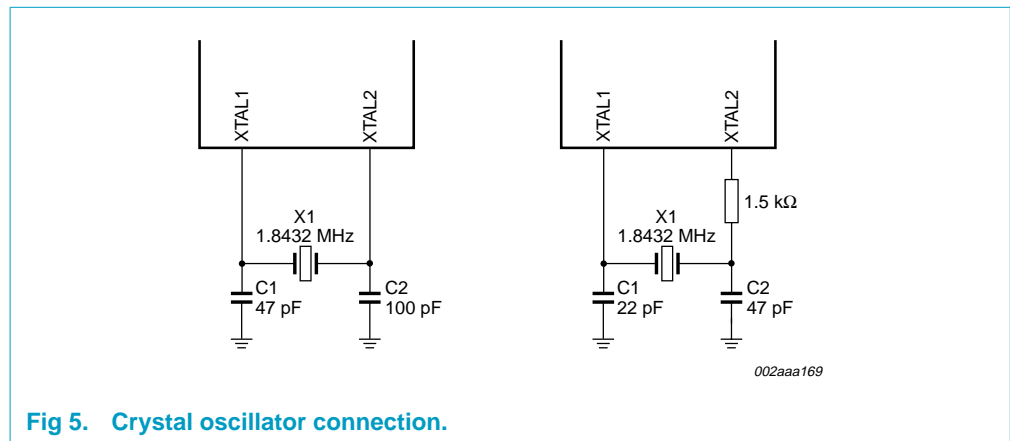 XTAL1
XTAL2
X1
1.8432 MHz
C1
47 pF
C2
100 pF
XTAL1
XTAL2
1.5 kΩ
X1
1.8432 MHz
C1
22 pF
C2
47 pF
002aaa169
Fig 5. Crystal oscillator connection.